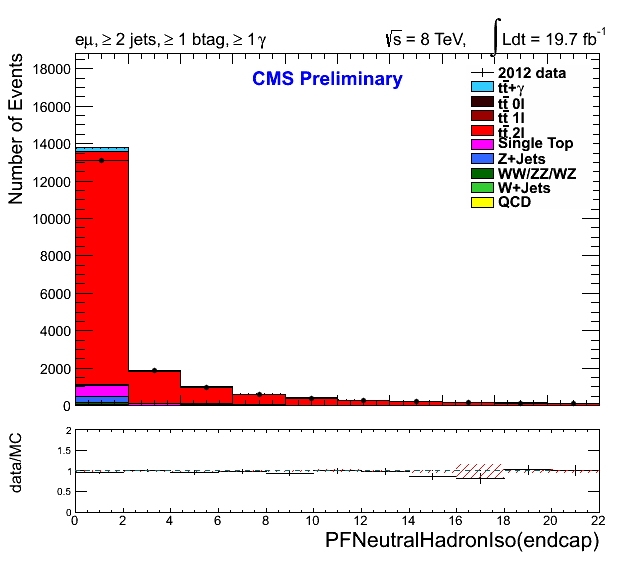 eμ, ≥ 2 jets, ≥ 1 btag, ≥ 1 γ
√s = 8 TeV, ∫ Ldt = 19.7 fb⁻¹
CMS Preliminary
2012 data
tt̄+γ
tt̄ 0l
tt̄ 1l
tt̄ 2l
Single Top
Z+Jets
WW/ZZ/WZ
W+Jets
QCD
Number of Events
18000
16000
14000
12000
10000
8000
6000
4000
2000
0
data/MC
2
1.5
1
0.5
0
0 2 4 6 8 10 12 14 16 18 20 22
PFNeutralHadronIso(endcap)